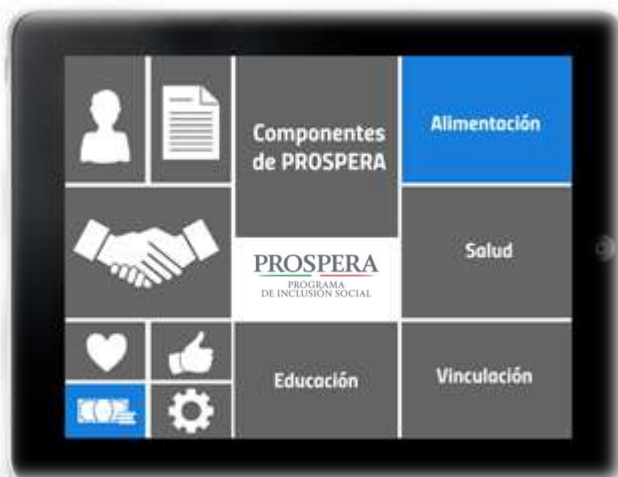 Componentes
de PROSPERA
Alimentación
Salud
PROSPERA
PROGRAMA
DE INCLUSIÓN SOCIAL
Educación
Vinculación